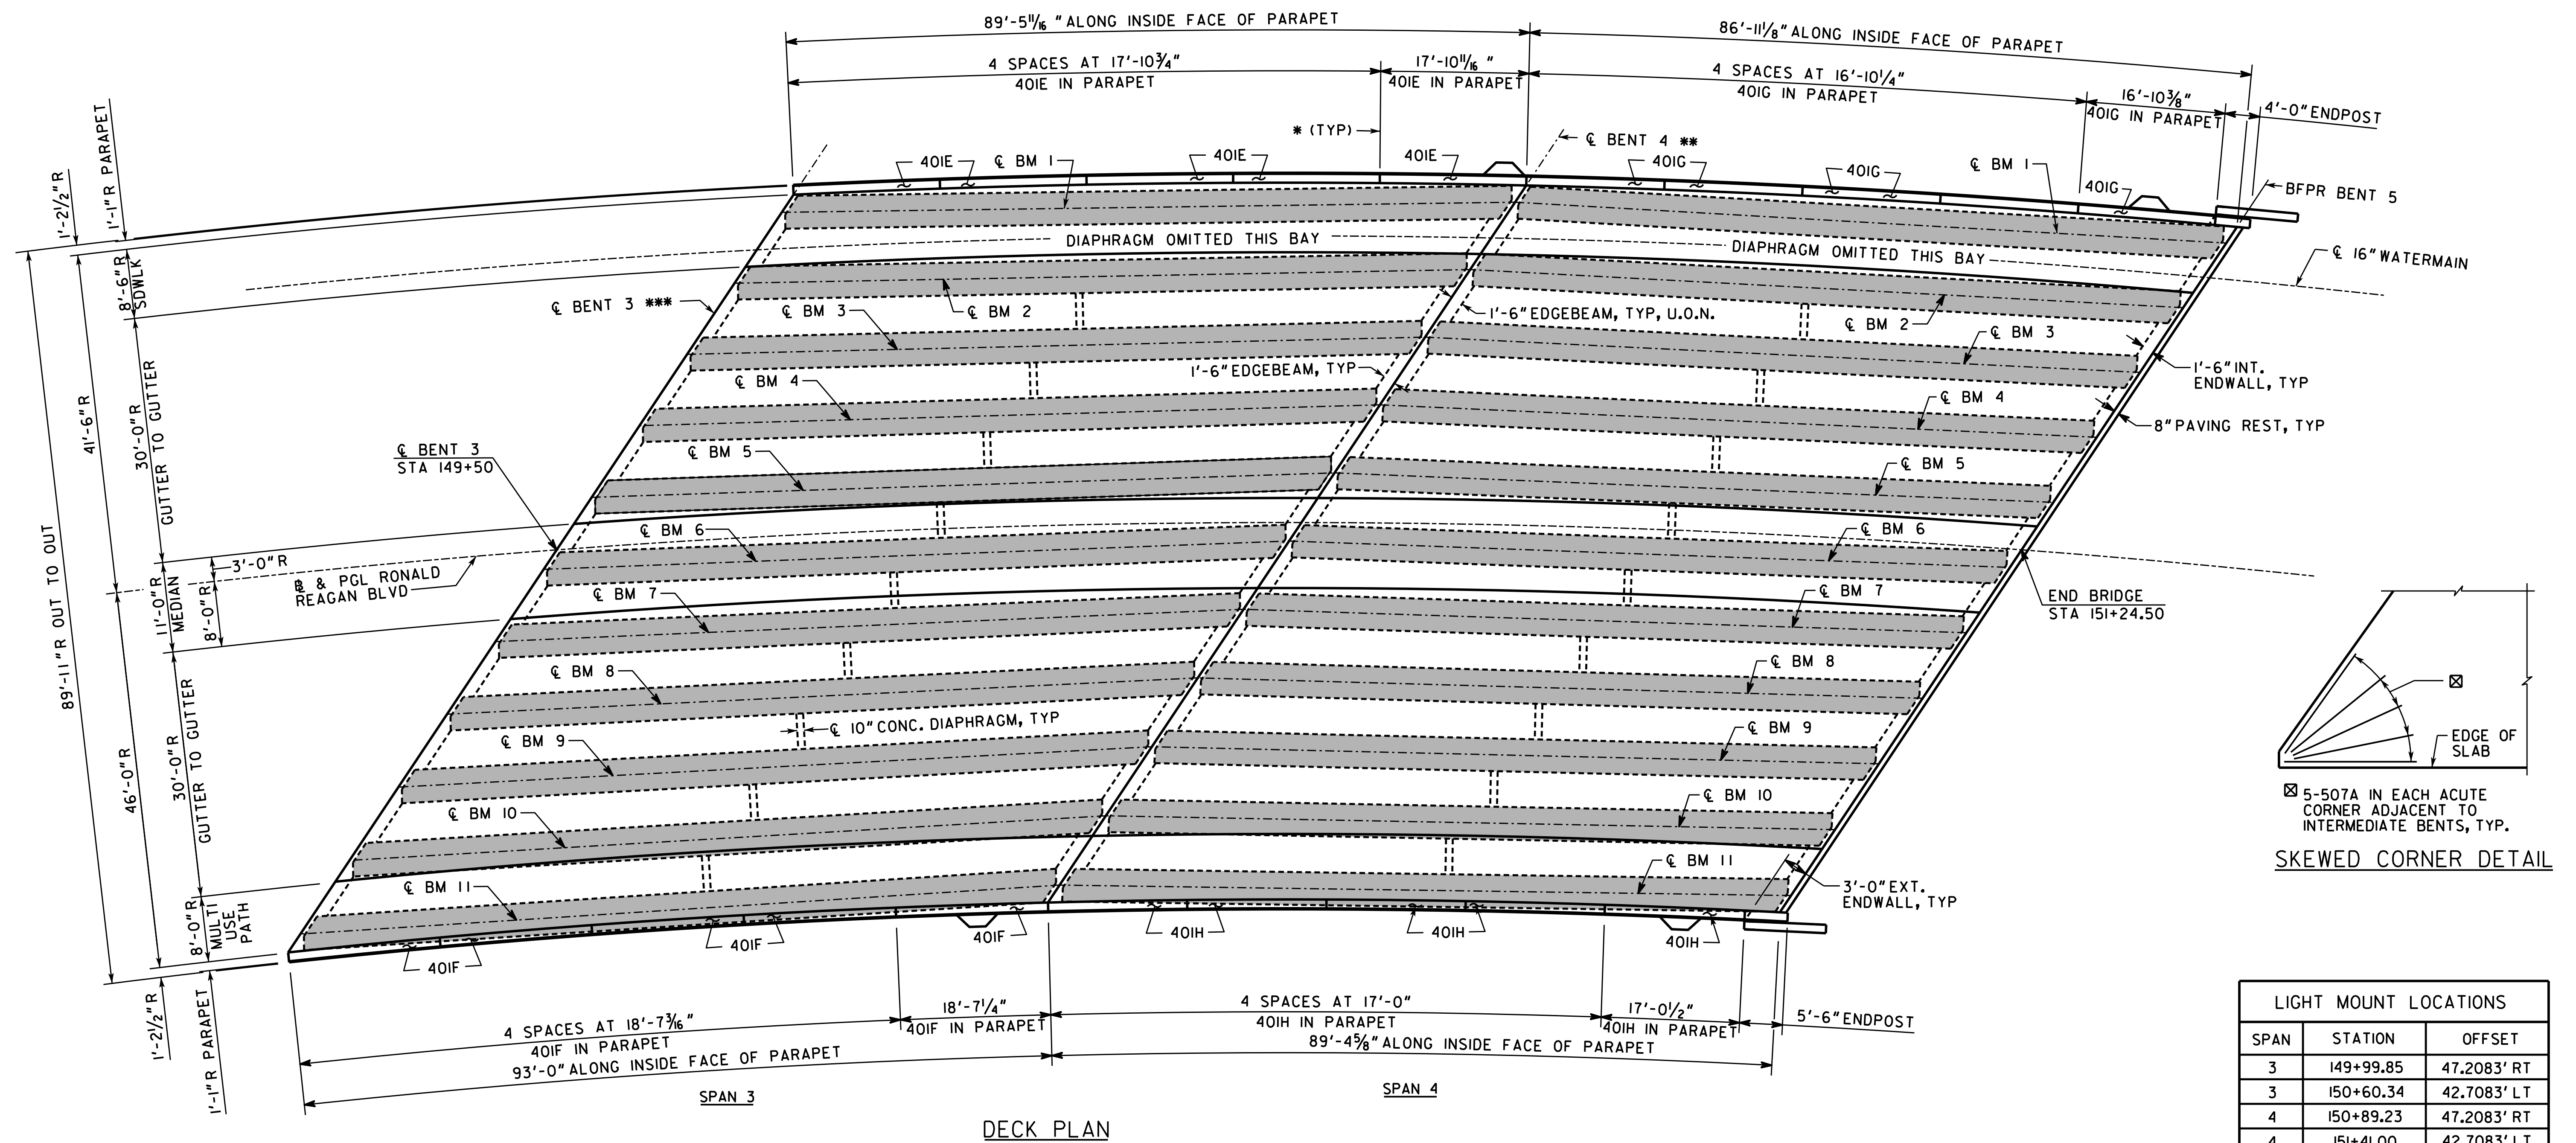 89'-5 11/16" ALONG INSIDE FACE OF PARAPET
86'-11 1/8" ALONG INSIDE FACE OF PARAPET
4 SPACES AT 17'-10 3/4"
401E IN PARAPET
17'-10 11/16"
401E IN PARAPET
4 SPACES AT 16'-10 1/4"
401G IN PARAPET
16'-10 3/8"
401G IN PARAPET
4'-0" ENDPOST
* (TYP)
℄ BENT 4 **
401E
℄ BM 1
401E
401E
401G
401G
℄ BM 1
401G
BFPR BENT 5
1'-2 1/2" R
1'-1" R PARAPET
DIAPHRAGM OMITTED THIS BAY
DIAPHRAGM OMITTED THIS BAY
℄ 16" WATERMAIN
8'-6" R
SDWLK
℄ BENT 3 ***
℄ BM 2
℄ BM 3
1'-6" EDGEBEAM, TYP, U.O.N.
℄ BM 2
℄ BM 3
1'-6" EDGEBEAM, TYP
1'-6" INT.
ENDWALL, TYP
℄ BM 4
℄ BM 4
8" PAVING REST, TYP
41'-6" R
30'-0" R
GUTTER TO GUTTER
℄ BENT 3
STA 149+50
℄ BM 5
℄ BM 5
℄ BM 6
℄ BM 6
89'-11" R OUT TO OUT
3'-0" R
11'-0" R
MEDIAN
8'-0" R
B & PGL RONALD
REAGAN BLVD
℄ BM 7
℄ BM 7
END BRIDGE
STA 151+24.50
℄ BM 8
℄ BM 8
46'-0" R
30'-0" R
GUTTER TO GUTTER
℄ 10" CONC. DIAPHRAGM, TYP
℄ BM 9
℄ BM 9
EDGE OF
SLAB
⊠
⊠ 5-507A IN EACH ACUTE
CORNER ADJACENT TO
INTERMEDIATE BENTS, TYP.
SKEWED CORNER DETAIL
℄ BM 10
℄ BM 10
℄ BM 11
℄ BM 11
3'-0" EXT.
ENDWALL, TYP
8'-0" R
MULTI
USE
PATH
401F
401F
401F
401H
401H
401H
1'-2 1/2" R
1'-1" R PARAPET
4 SPACES AT 18'-7 3/16"
401F IN PARAPET
18'-7 1/4"
401F IN PARAPET
4 SPACES AT 17'-0"
401H IN PARAPET
17'-0 1/2"
401H IN PARAPET
5'-6" ENDPOST
93'-0" ALONG INSIDE FACE OF PARAPET
89'-4 5/8" ALONG INSIDE FACE OF PARAPET
SPAN 3
SPAN 4
DECK PLAN
LIGHT MOUNT LOCATIONS
SPAN STATION OFFSET
3 149+99.85 47.2083' RT
3 150+60.34 42.7083' LT
4 150+89.23 47.2083' RT
4 151+41.00 42.7083' LT